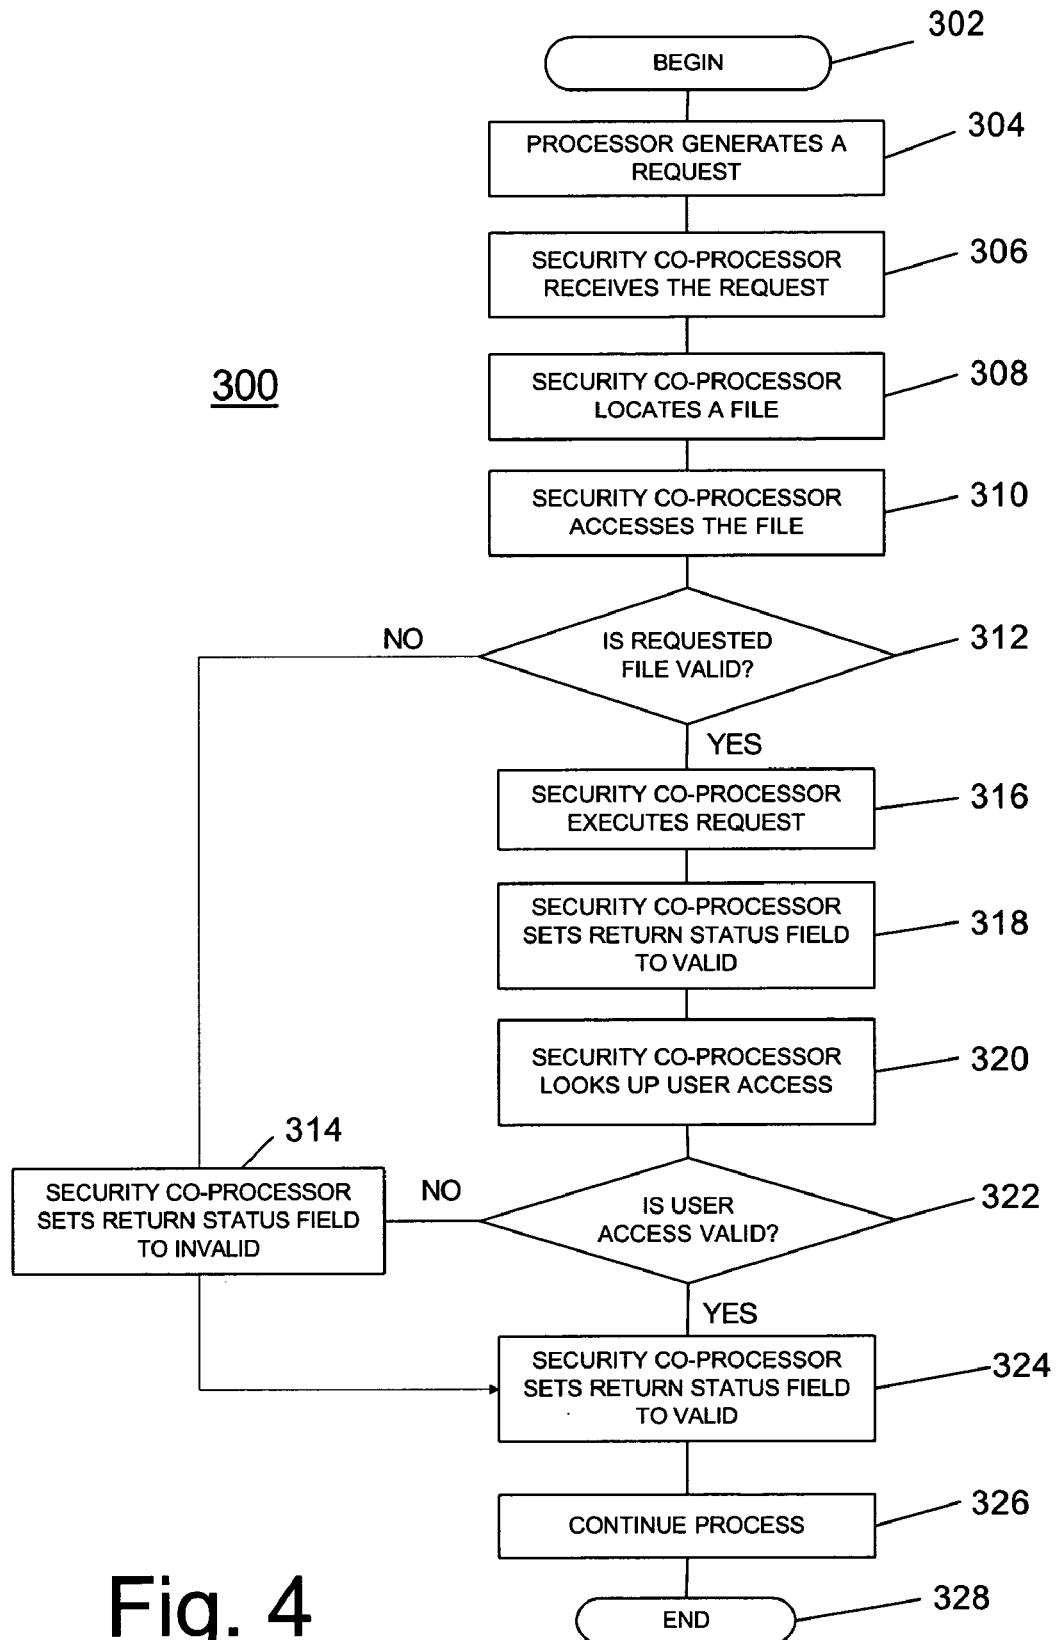 302
BEGIN
304
PROCESSOR GENERATES A
REQUEST
306
SECURITY CO-PROCESSOR
RECEIVES THE REQUEST
300
308
SECURITY CO-PROCESSOR
LOCATES A FILE
310
SECURITY CO-PROCESSOR
ACCESSES THE FILE
NO
IS REQUESTED
FILE VALID?
312
YES
SECURITY CO-PROCESSOR
EXECUTES REQUEST
316
SECURITY CO-PROCESSOR
SETS RETURN STATUS FIELD
TO VALID
318
SECURITY CO-PROCESSOR
LOOKS UP USER ACCESS
320
314
SECURITY CO-PROCESSOR
SETS RETURN STATUS FIELD
TO INVALID
NO
IS USER
ACCESS VALID?
322
YES
SECURITY CO-PROCESSOR
SETS RETURN STATUS FIELD
TO VALID
324
CONTINUE PROCESS
326
END
328
Fig. 4